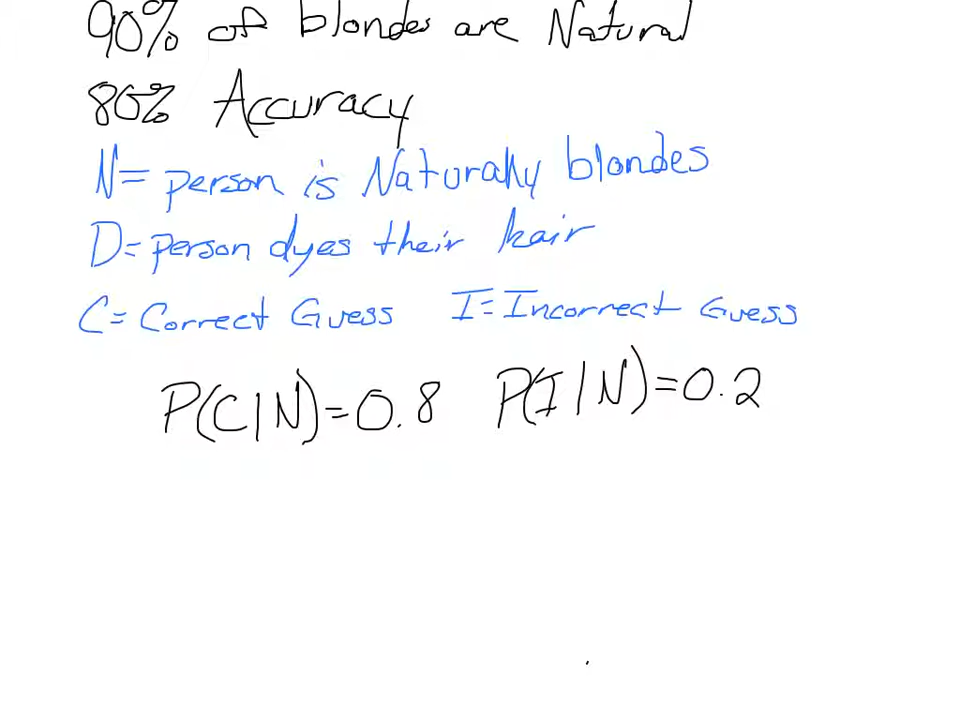 90% of blondes are Natural
80% Accuracy
N= person is Naturally blondes
D= person dyes their hair
C= Correct Guess I= Incorrect Guess
P(C|N)=0.8 P(I|N)=0.2